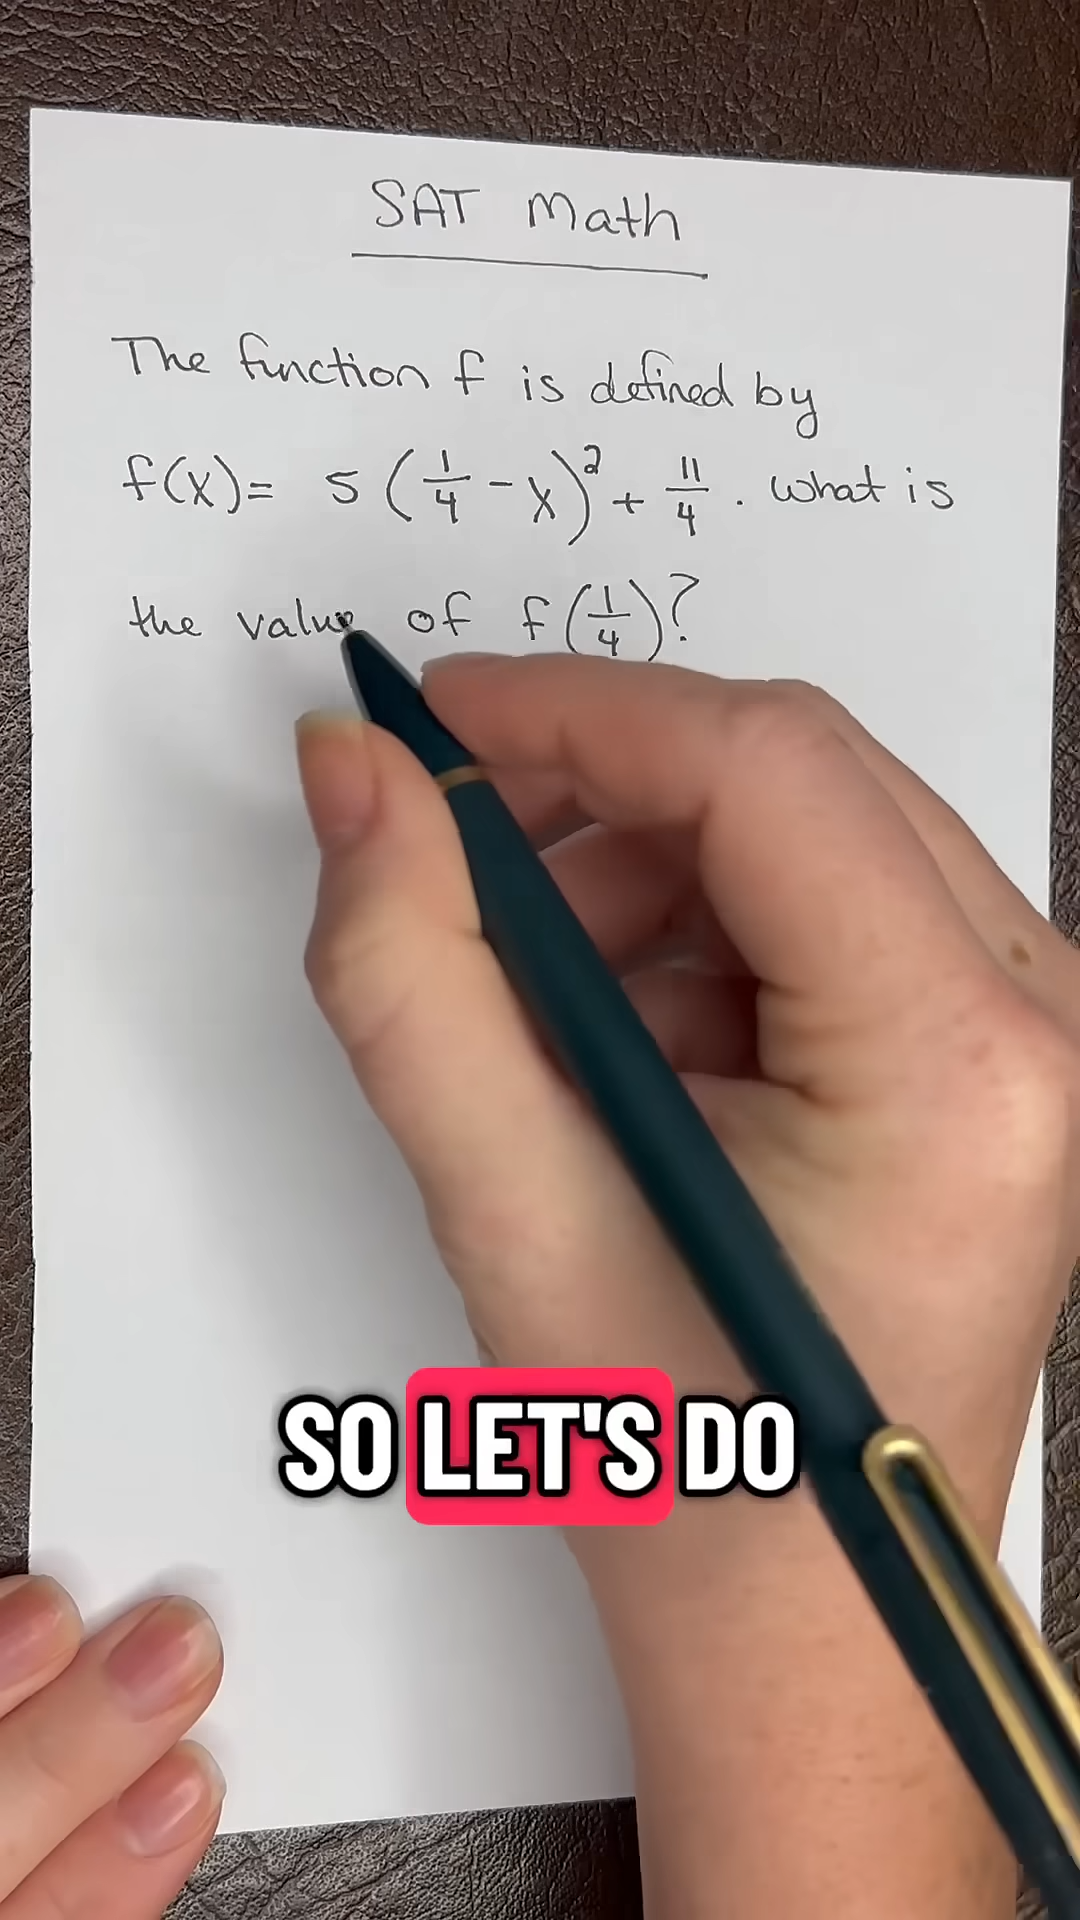 SAT Math
The function f is defined by
f(x)= 5(1/4 - x)² + 11/4. What is
the value of f(1/4)?
SO LET'S DO